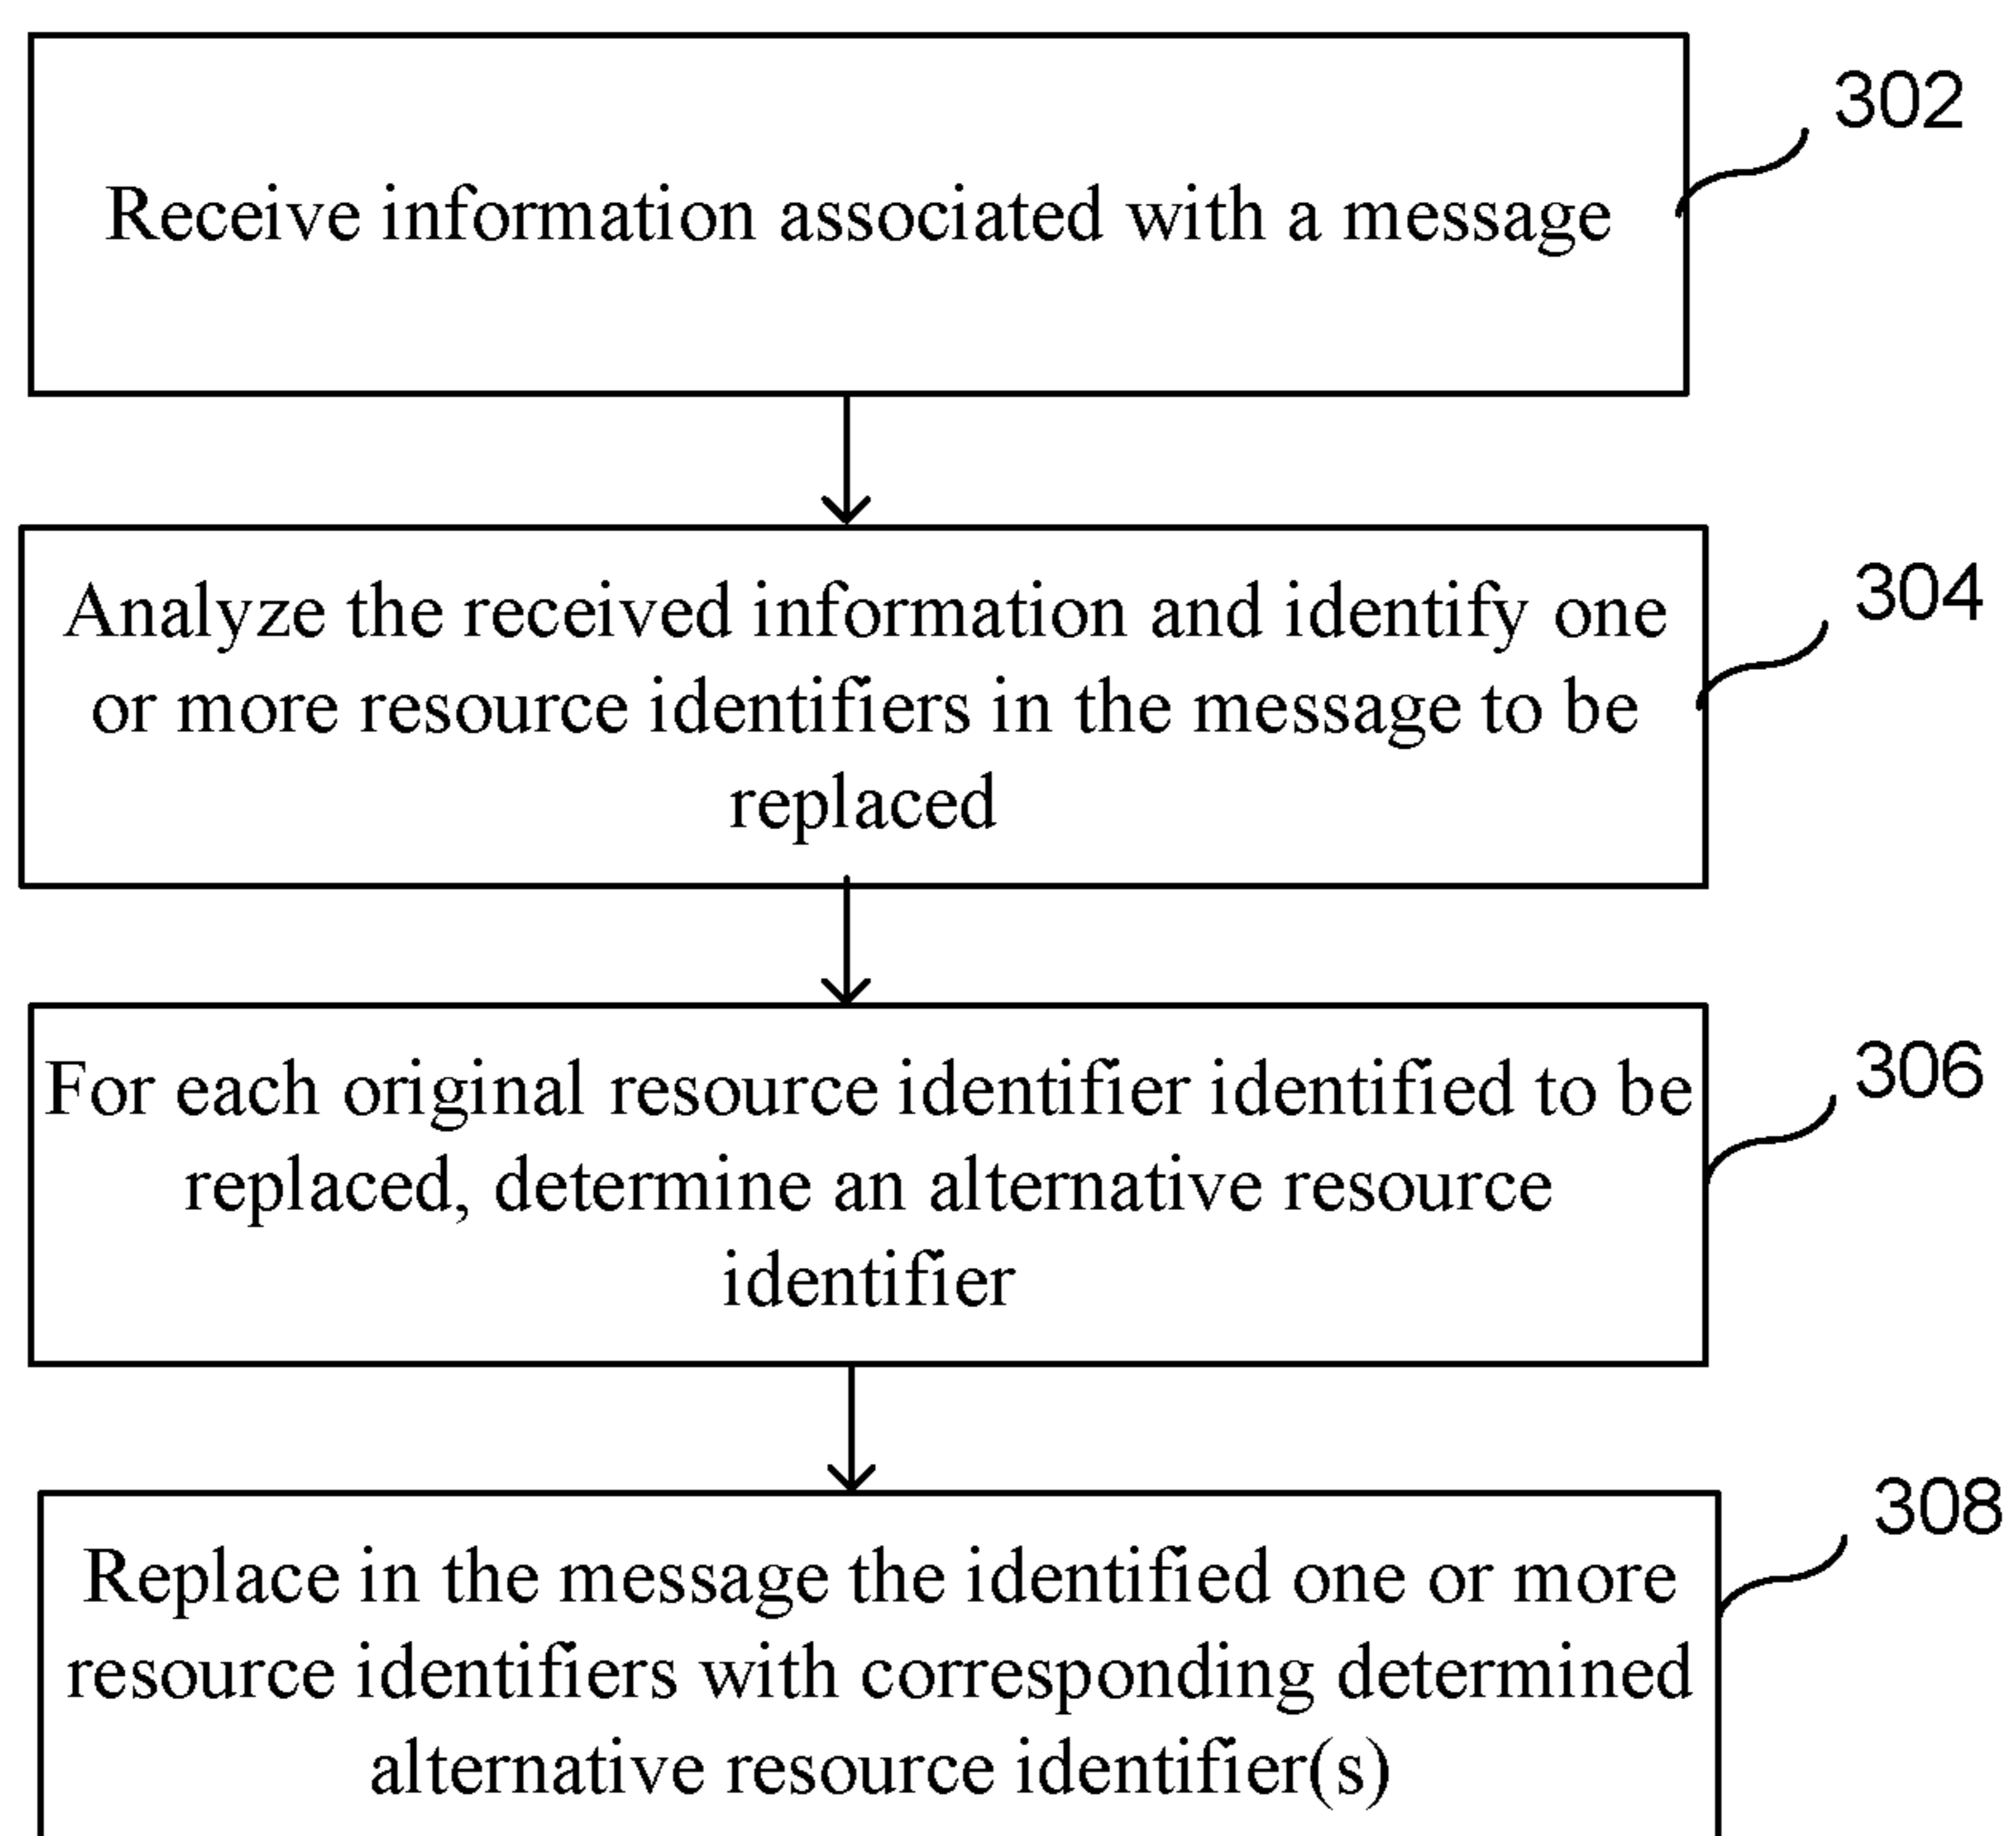 302
Receive information associated with a message
304
Analyze the received information and identify one
or more resource identifiers in the message to be
replaced
306
For each original resource identifier identified to be
replaced, determine an alternative resource
identifier
308
Replace in the message the identified one or more
resource identifiers with corresponding determined
alternative resource identifier(s)